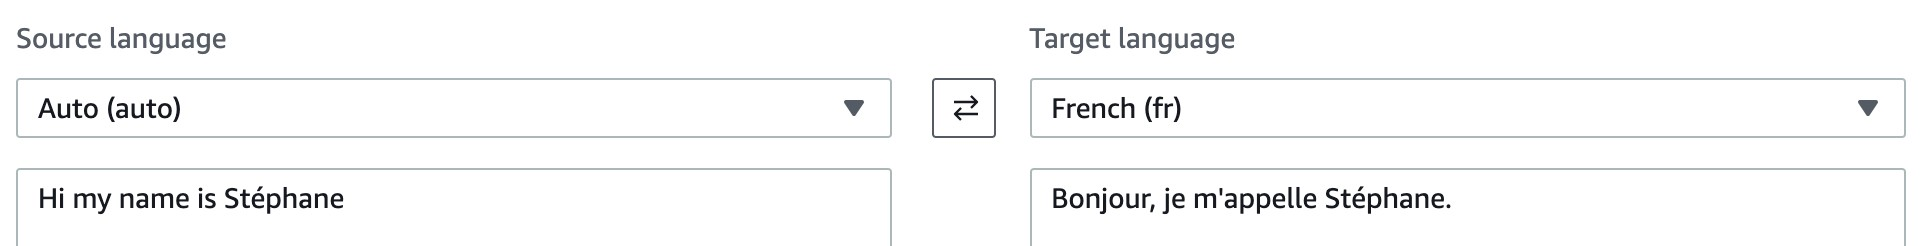 Source language
Target language
Auto (auto)
French (fr)
Hi my name is Stéphane
Bonjour, je m'appelle Stéphane.